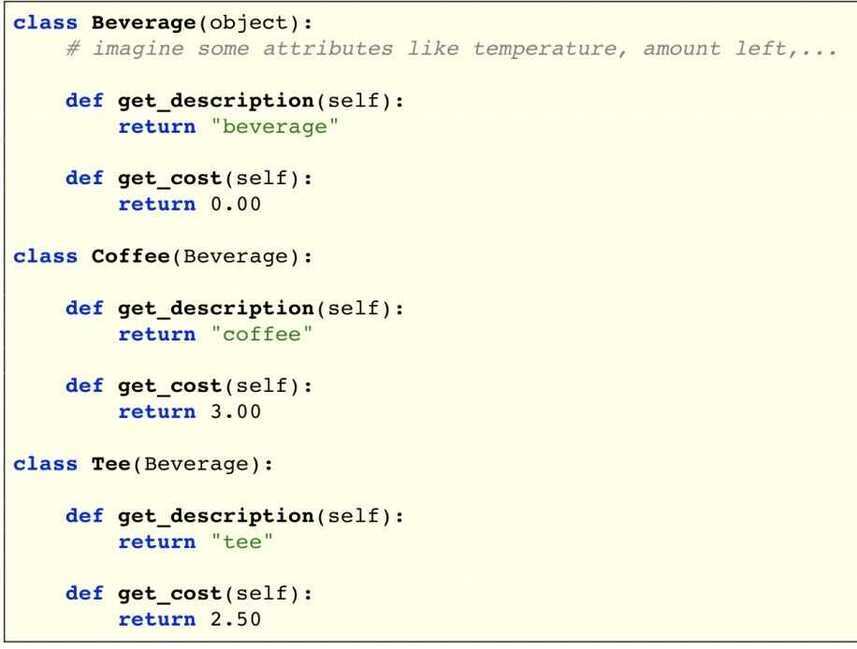 class Beverage(object):
    # imagine some attributes like temperature, amount left,...
    def get_description(self):
        return "beverage"
    def get_cost(self):
        return 0.00
class Coffee(Beverage):
    def get_description(self):
        return "coffee"
    def get_cost(self):
        return 3.00
class Tee(Beverage):
    def get_description(self):
        return "tee"
    def get_cost(self):
        return 2.50